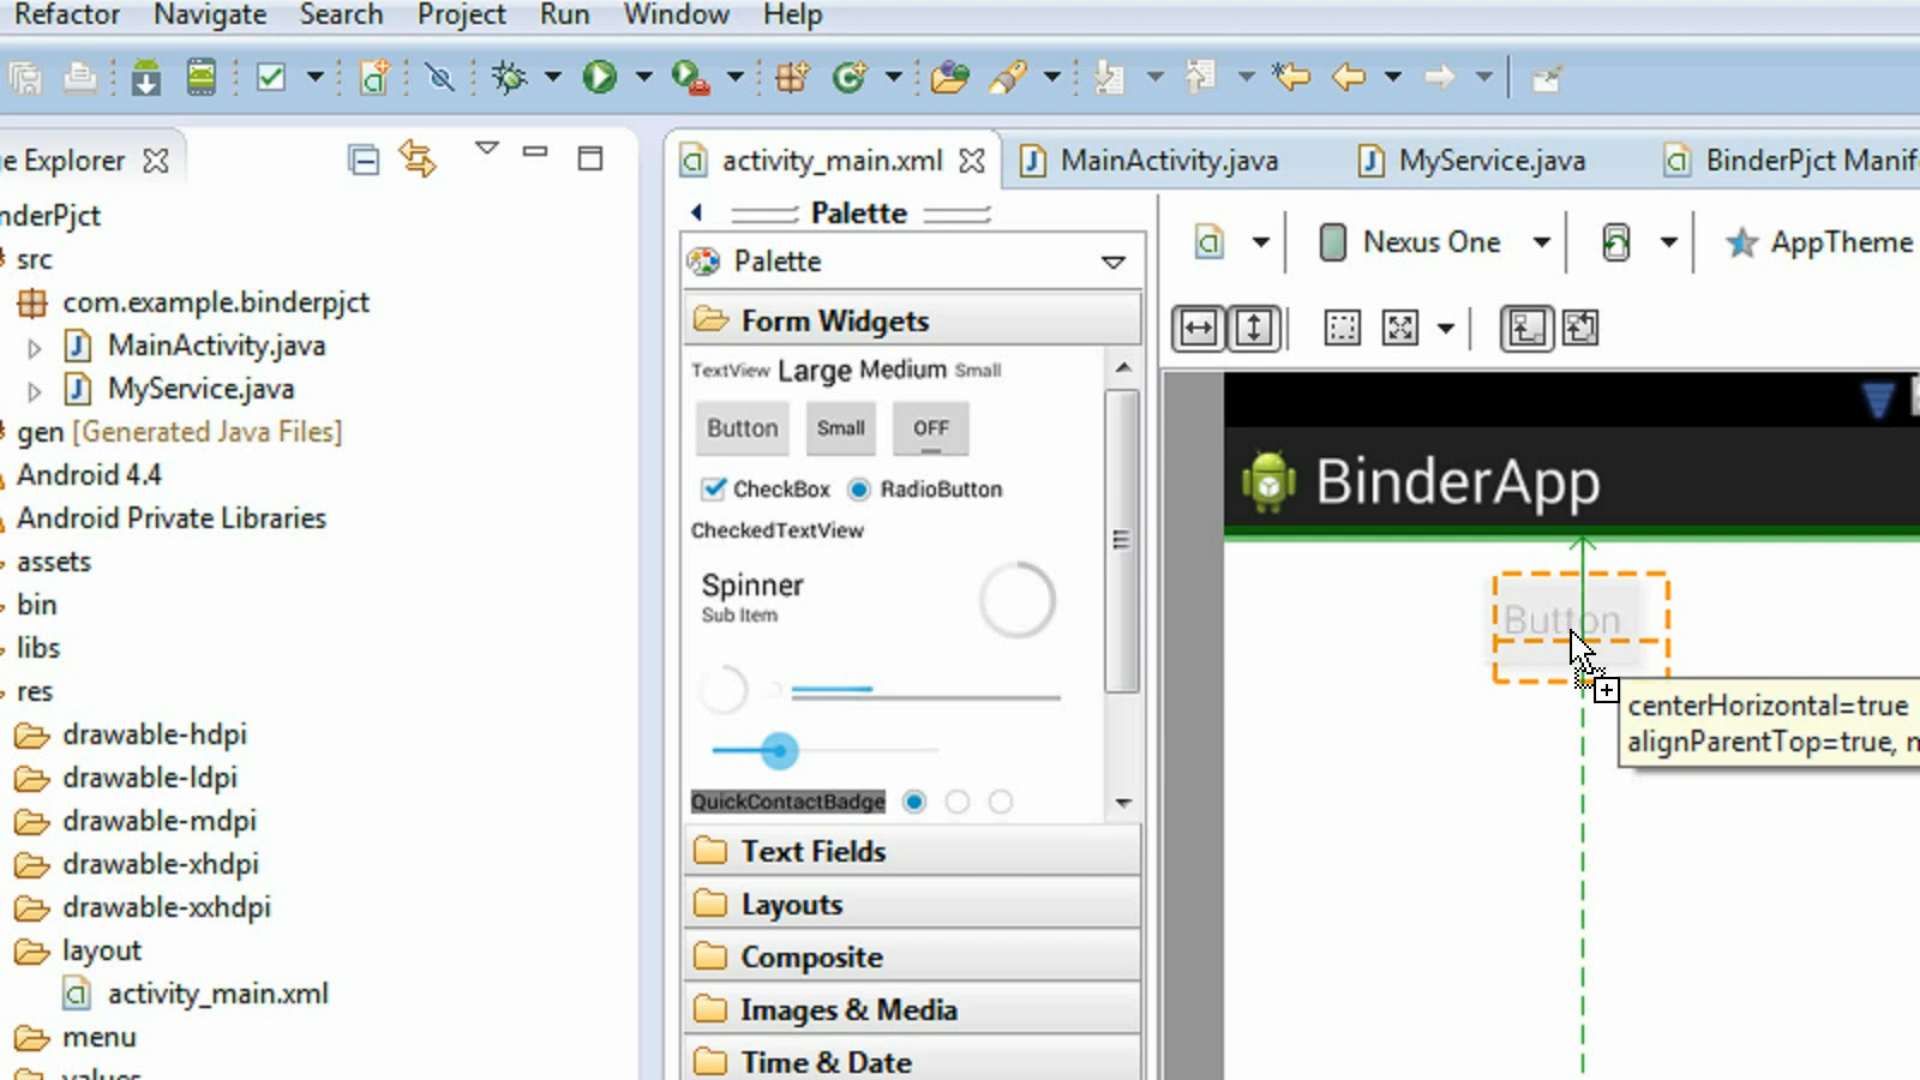 Refactor Navigate Search Project Run Window Help
ge Explorer
activity_main.xml
MainActivity.java
MyService.java
BinderPjct Manif
nderPjct
src
com.example.binderpjct
MainActivity.java
MyService.java
gen [Generated Java Files]
Android 4.4
Android Private Libraries
assets
bin
libs
res
drawable-hdpi
drawable-ldpi
drawable-mdpi
drawable-xhdpi
drawable-xxhdpi
layout
activity_main.xml
menu
values
Palette
Palette
Form Widgets
TextView Large Medium Small
Button Small OFF
CheckBox RadioButton
CheckedTextView
Spinner
Sub Item
QuickContactBadge
Text Fields
Layouts
Composite
Images & Media
Time & Date
Nexus One
AppTheme
BinderApp
Button
centerHorizontal=true
alignParentTop=true, m